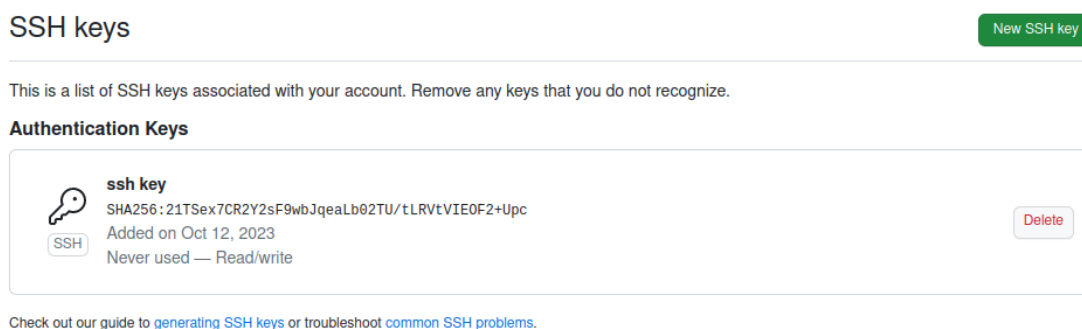 SSH keys
New SSH key
This is a list of SSH keys associated with your account. Remove any keys that you do not recognize.
Authentication Keys
ssh key
SHA256:21TSex7CR2Y2sF9wbJqeaLb02TU/tLRVtVIEOF2+Upc
Added on Oct 12, 2023
Never used — Read/write
SSH
Delete
Check out our guide to generating SSH keys or troubleshoot common SSH problems.